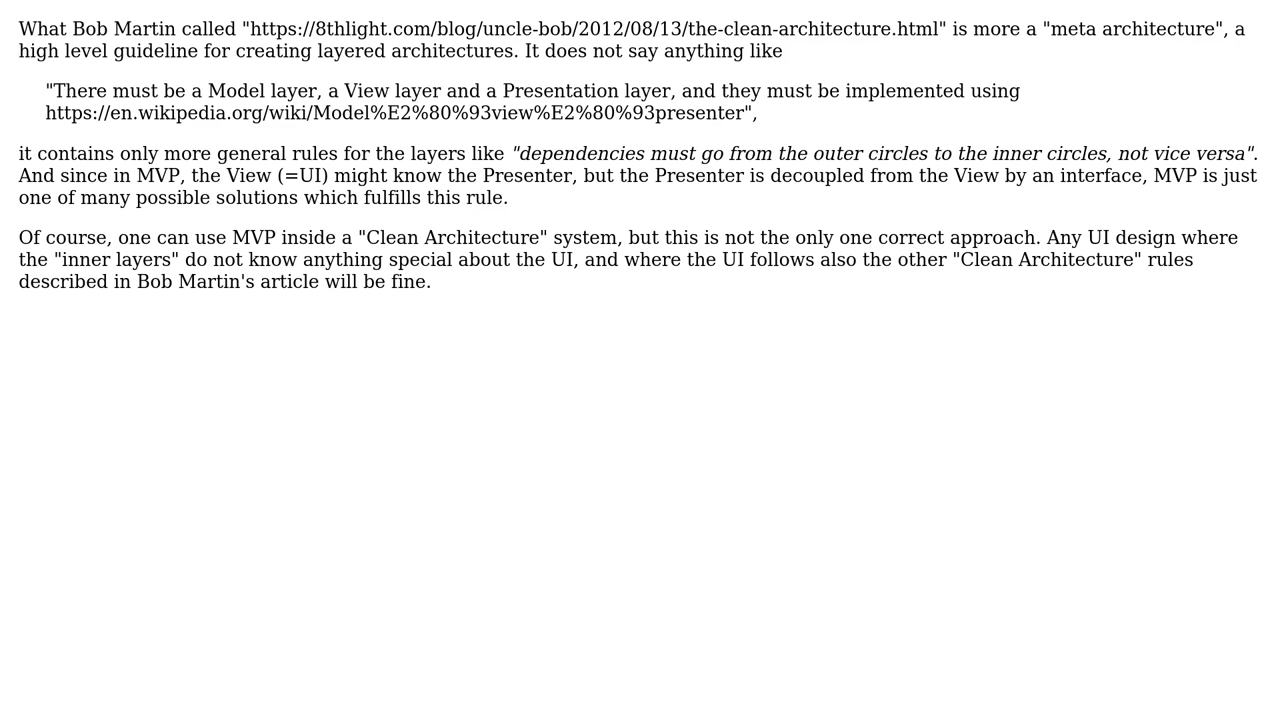 What Bob Martin called "https://8thlight.com/blog/uncle-bob/2012/08/13/the-clean-architecture.html" is more a "meta architecture", a
high level guideline for creating layered architectures. It does not say anything like
"There must be a Model layer, a View layer and a Presentation layer, and they must be implemented using
https://en.wikipedia.org/wiki/Model%E2%80%93view%E2%80%93presenter",
it contains only more general rules for the layers like "dependencies must go from the outer circles to the inner circles, not vice versa".
And since in MVP, the View (=UI) might know the Presenter, but the Presenter is decoupled from the View by an interface, MVP is just
one of many possible solutions which fulfills this rule.
Of course, one can use MVP inside a "Clean Architecture" system, but this is not the only one correct approach. Any UI design where
the "inner layers" do not know anything special about the UI, and where the UI follows also the other "Clean Architecture" rules
described in Bob Martin's article will be fine.